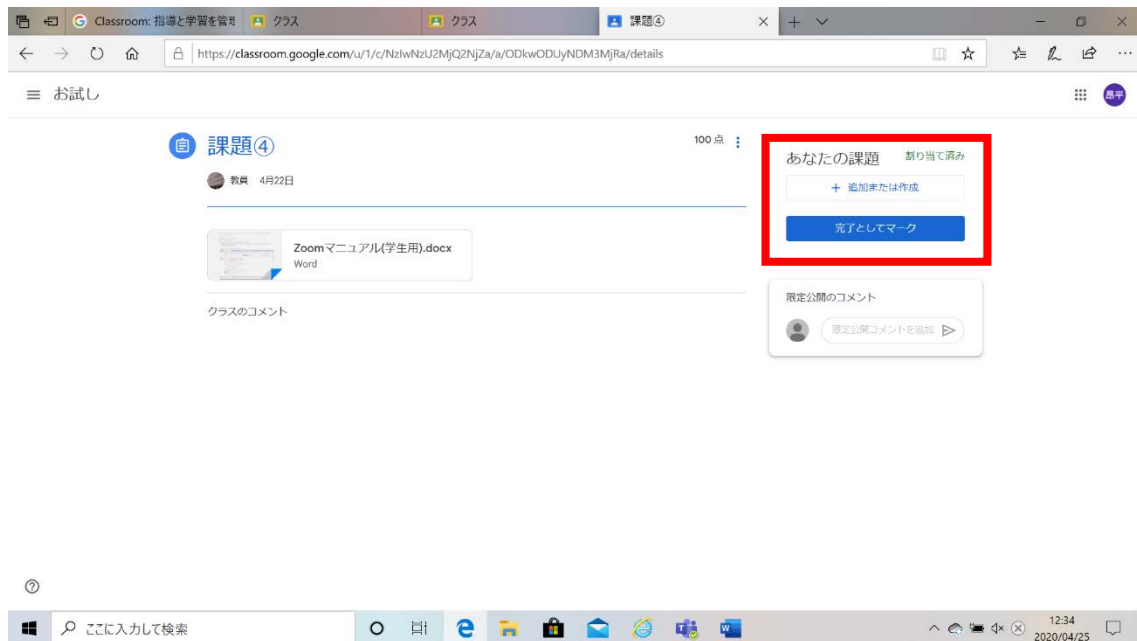 Classroom: 指導と学習を管理
クラス
クラス
課題④
https://classroom.google.com/u/1/c/NzIwNzU2MjQ2NjZa/a/ODkwODUyNDM3MjRa/details
お試し
昂平
課題④
100 点
教員 4月22日
Zoomマニュアル(学生用).docx
Word
クラスのコメント
あなたの課題 割り当て済み
+ 追加または作成
完了としてマーク
限定公開のコメント
限定公開コメントを追加
ここに入力して検索
12:34
2020/04/25